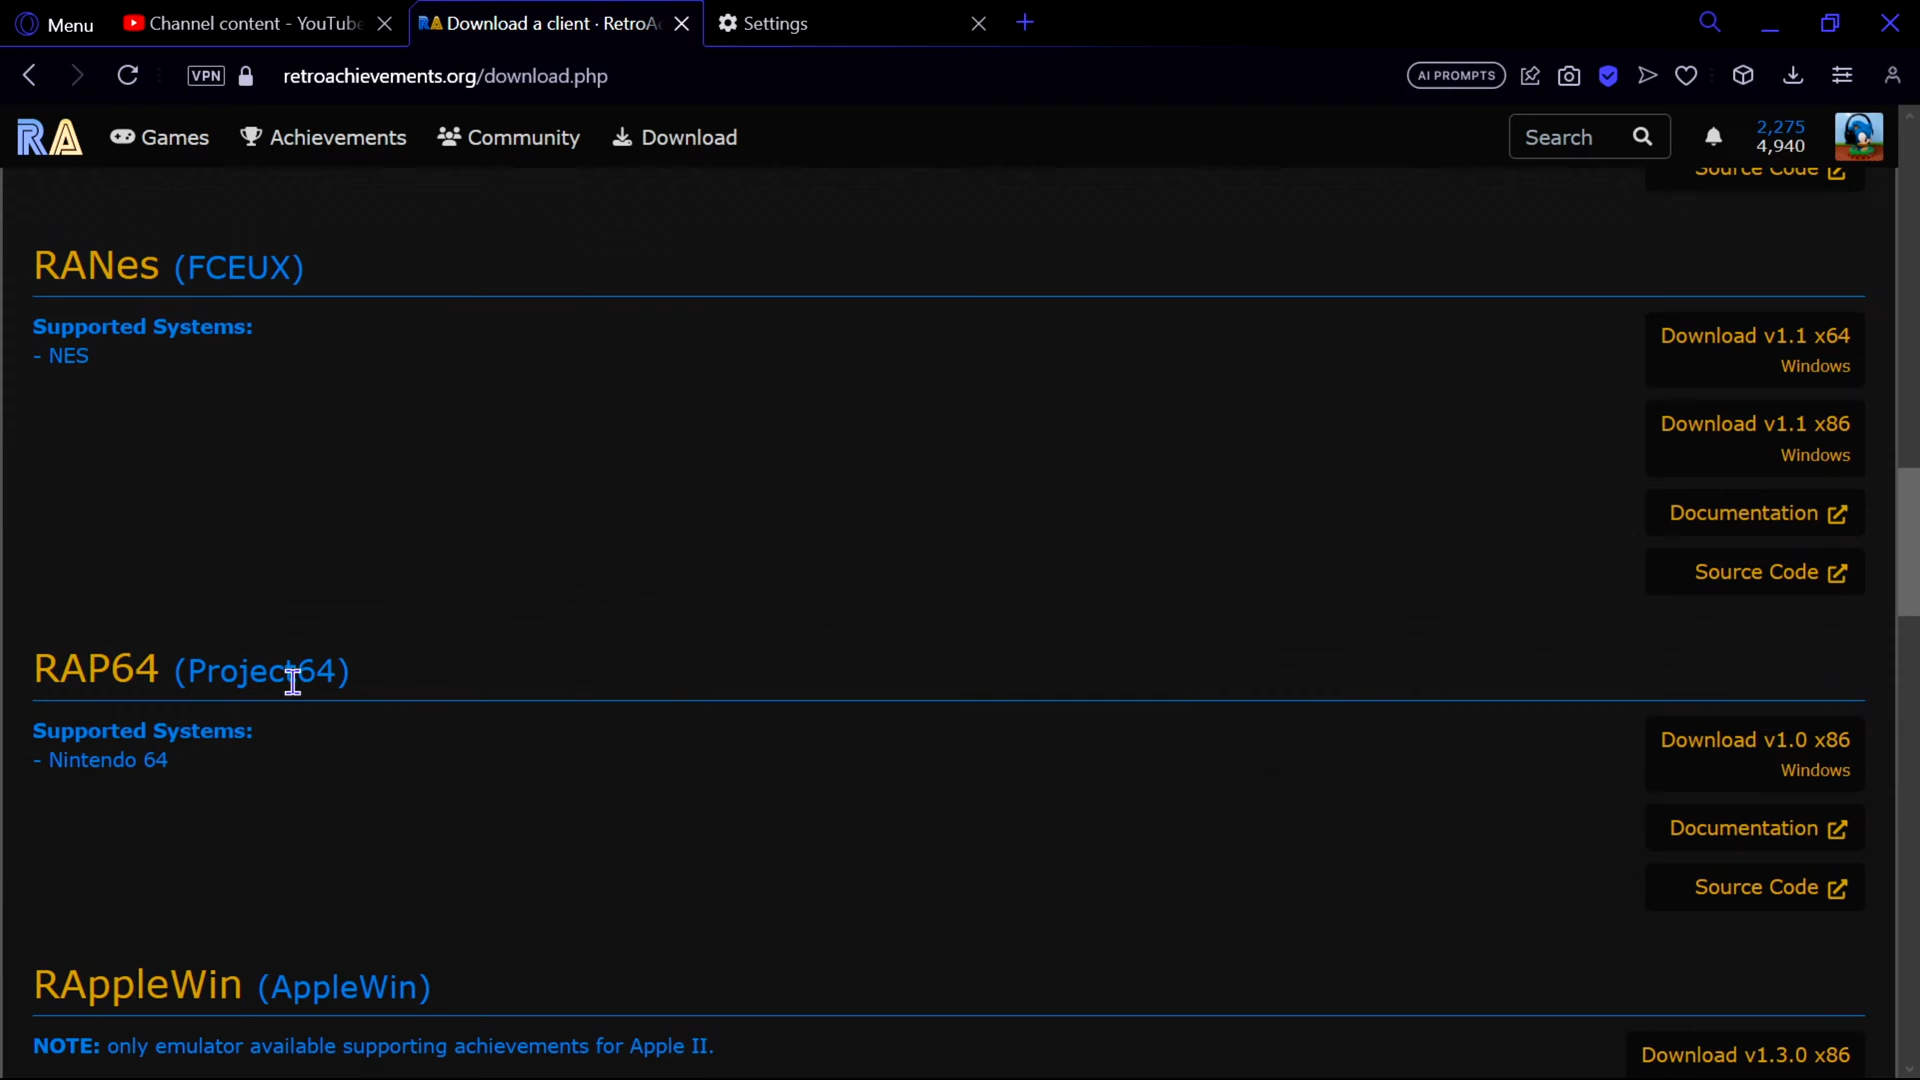 Menu
Channel content - YouTube
RA Download a client · RetroA
Settings
VPN
retroachievements.org/download.php
AI PROMPTS
RA
Games
Achievements
Community
Download
Search
2,275
4,940
Source Code
RANes (FCEUX)
Supported Systems:
- NES
Download v1.1 x64
Windows
Download v1.1 x86
Windows
Documentation
Source Code
RAP64 (Project64)
Supported Systems:
- Nintendo 64
Download v1.0 x86
Windows
Documentation
Source Code
RAppleWin (AppleWin)
NOTE: only emulator available supporting achievements for Apple II.
Download v1.3.0 x86